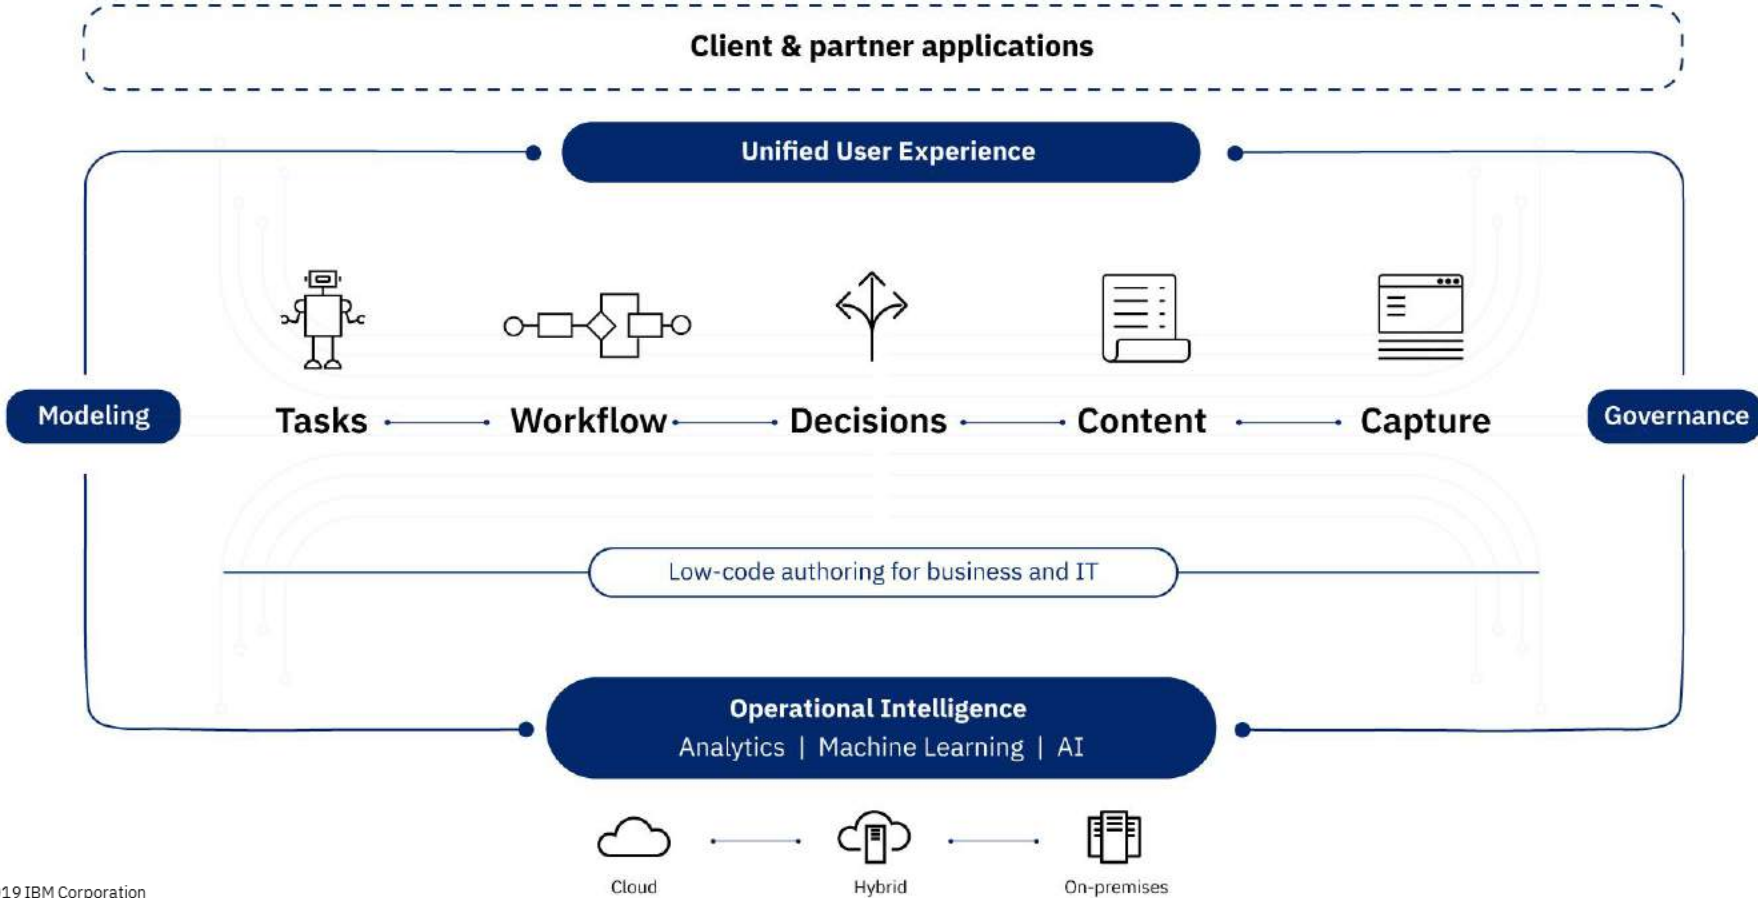 Client & partner applications
Unified User Experience
Modeling
Tasks
Workflow
Decisions
Content
Capture
Governance
Low-code authoring for business and IT
Operational Intelligence
Analytics | Machine Learning | AI
Cloud
Hybrid
On-premises
19 IBM Corporation